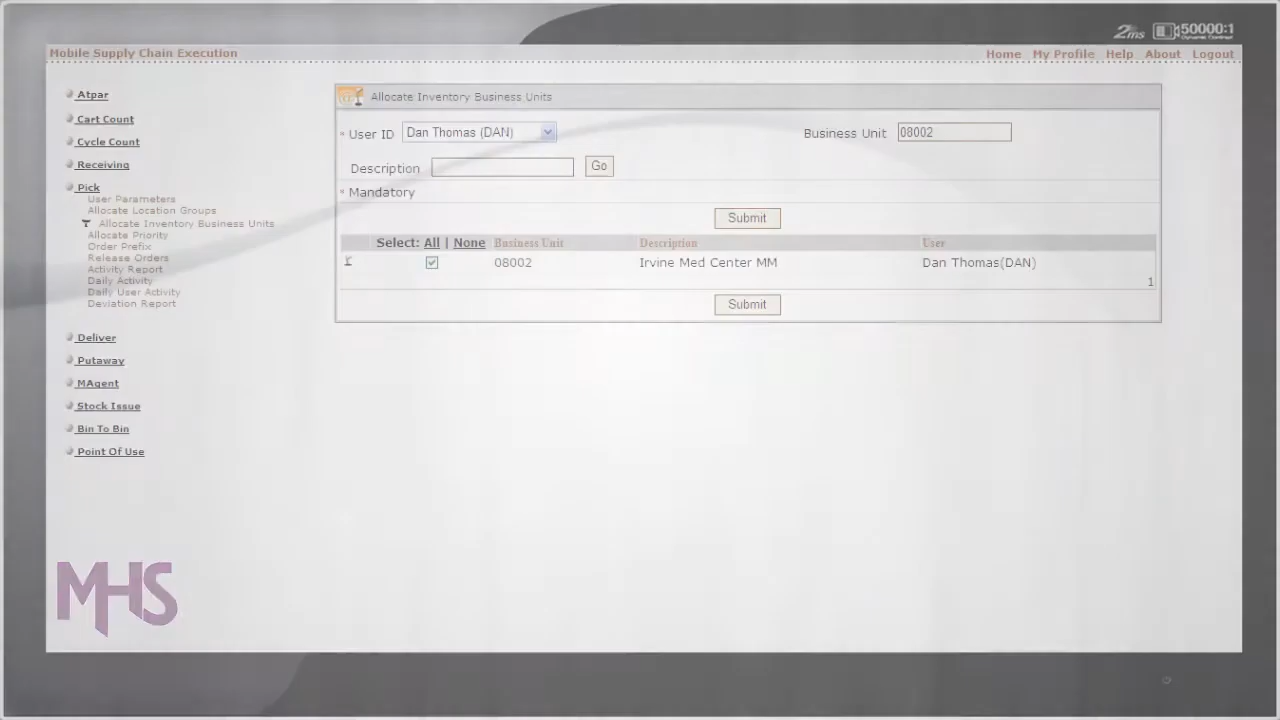 2ms 50000:1
Dynamic Contrast
Mobile Supply Chain Execution
Home My Profile Help About Logout
Atpar
Cart Count
Cycle Count
Receiving
Pick
User Parameters
Allocate Location Groups
Allocate Inventory Business Units
Allocate Priority
Order Prefix
Release Orders
Activity Report
Daily Activity
Daily User Activity
Deviation Report
Deliver
Putaway
MAgent
Stock Issue
Bin To Bin
Point Of Use
MHS
Allocate Inventory Business Units
* User ID Dan Thomas (DAN) Business Unit 08002
Description Go
* Mandatory
Submit
Select: All | None Business Unit Description User
08002 Irvine Med Center MM Dan Thomas(DAN)
1
Submit